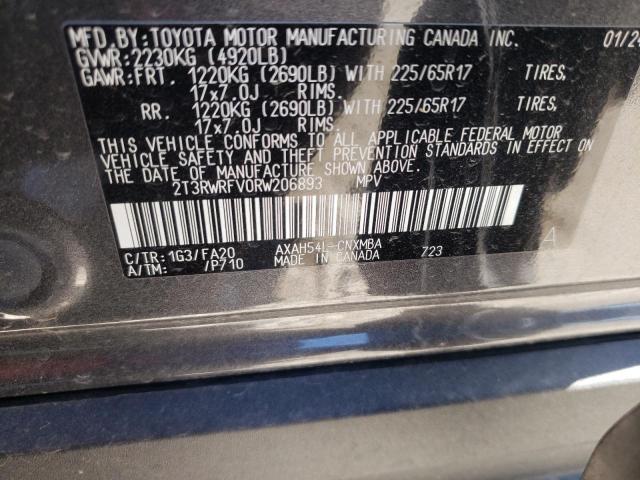 MFD.BY:TOYOTA MOTOR MANUFACTURING CANADA INC. 01/24
GVWR:2230KG (4920LB)
GAWR:FRT. 1220KG (2690LB) WITH 225/65R17 TIRES,
17x7.0J RIMS.
RR. 1220KG (2690LB) WITH 225/65R17 TIRES,
17x7.0J RIMS.
THIS VEHICLE CONFORMS TO ALL APPLICABLE FEDERAL MOTOR
VEHICLE SAFETY AND THEFT PREVENTION STANDARDS IN EFFECT ON
THE DATE OF MANUFACTURE SHOWN ABOVE.
2T3RWRFV0RW206893 MPV
C/TR: 1G3/FA20 AXAH54L-CNXMBA 723 A
A/TM: /P710 MADE IN CANADA